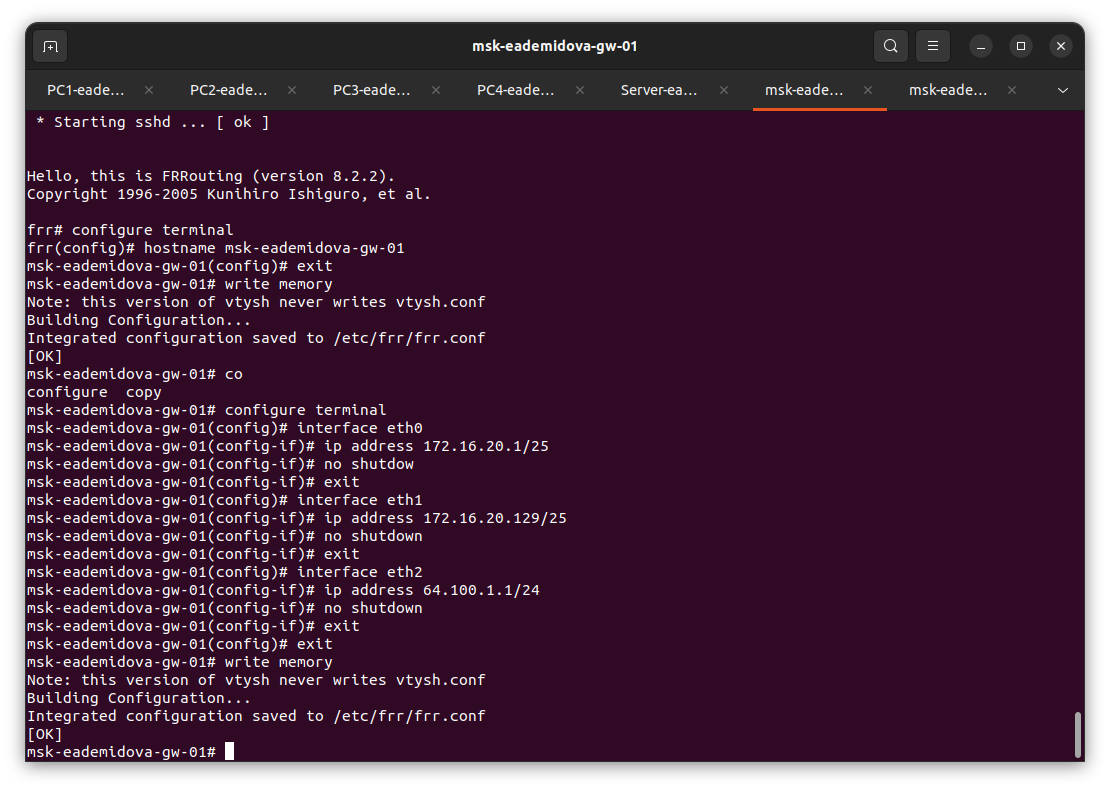 msk-eademidova-gw-01
PC1-eade...
PC2-eade...
PC3-eade...
PC4-eade...
Server-ea...
msk-eade...
msk-eade...
 * Starting sshd ... [ ok ]
Hello, this is FRRouting (version 8.2.2).
Copyright 1996-2005 Kunihiro Ishiguro, et al.
frr# configure terminal
frr(config)# hostname msk-eademidova-gw-01
msk-eademidova-gw-01(config)# exit
msk-eademidova-gw-01# write memory
Note: this version of vtysh never writes vtysh.conf
Building Configuration...
Integrated configuration saved to /etc/frr/frr.conf
[OK]
msk-eademidova-gw-01# co
configure  copy
msk-eademidova-gw-01# configure terminal
msk-eademidova-gw-01(config)# interface eth0
msk-eademidova-gw-01(config-if)# ip address 172.16.20.1/25
msk-eademidova-gw-01(config-if)# no shutdow
msk-eademidova-gw-01(config-if)# exit
msk-eademidova-gw-01(config)# interface eth1
msk-eademidova-gw-01(config-if)# ip address 172.16.20.129/25
msk-eademidova-gw-01(config-if)# no shutdown
msk-eademidova-gw-01(config-if)# exit
msk-eademidova-gw-01(config)# interface eth2
msk-eademidova-gw-01(config-if)# ip address 64.100.1.1/24
msk-eademidova-gw-01(config-if)# no shutdown
msk-eademidova-gw-01(config-if)# exit
msk-eademidova-gw-01(config)# exit
msk-eademidova-gw-01# write memory
Note: this version of vtysh never writes vtysh.conf
Building Configuration...
Integrated configuration saved to /etc/frr/frr.conf
[OK]
msk-eademidova-gw-01#